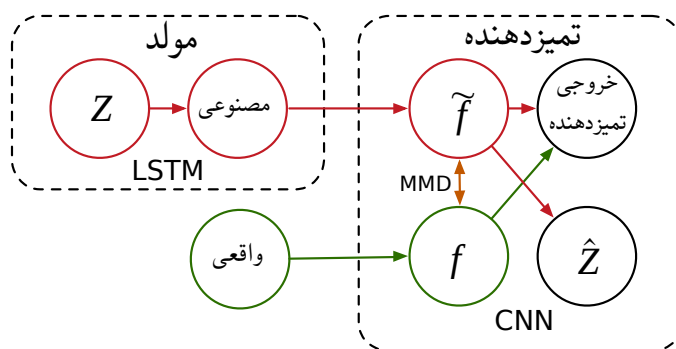 مولد
تمیزدهنده
Z
مصنوعی
f̃
خروجی
تمیزدهنده
LSTM
MMD
واقعی
f
Ẑ
CNN